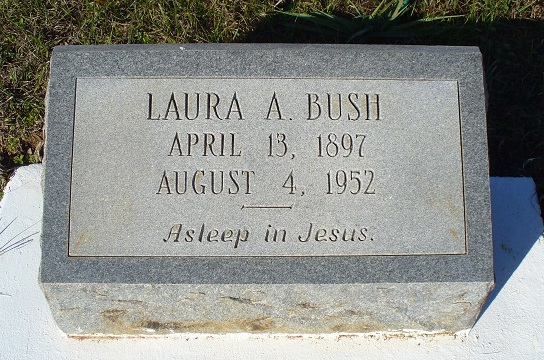 LAURA A. BUSH
APRIL 13, 1897
AUGUST 4, 1952
Asleep in Jesus.